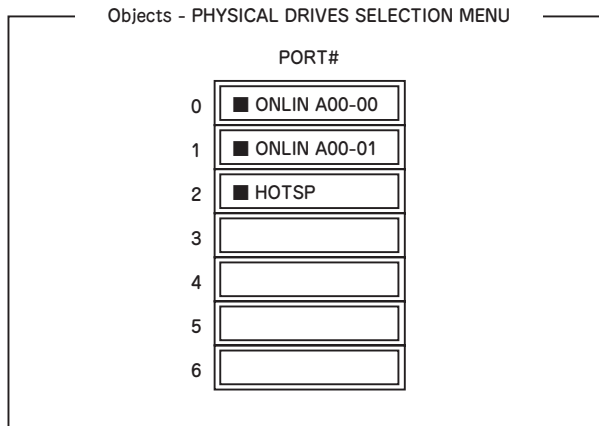 Objects - PHYSICAL DRIVES SELECTION MENU
PORT#
0 ■ ONLIN A00-00
1 ■ ONLIN A00-01
2 ■ HOTSP
3
4
5
6